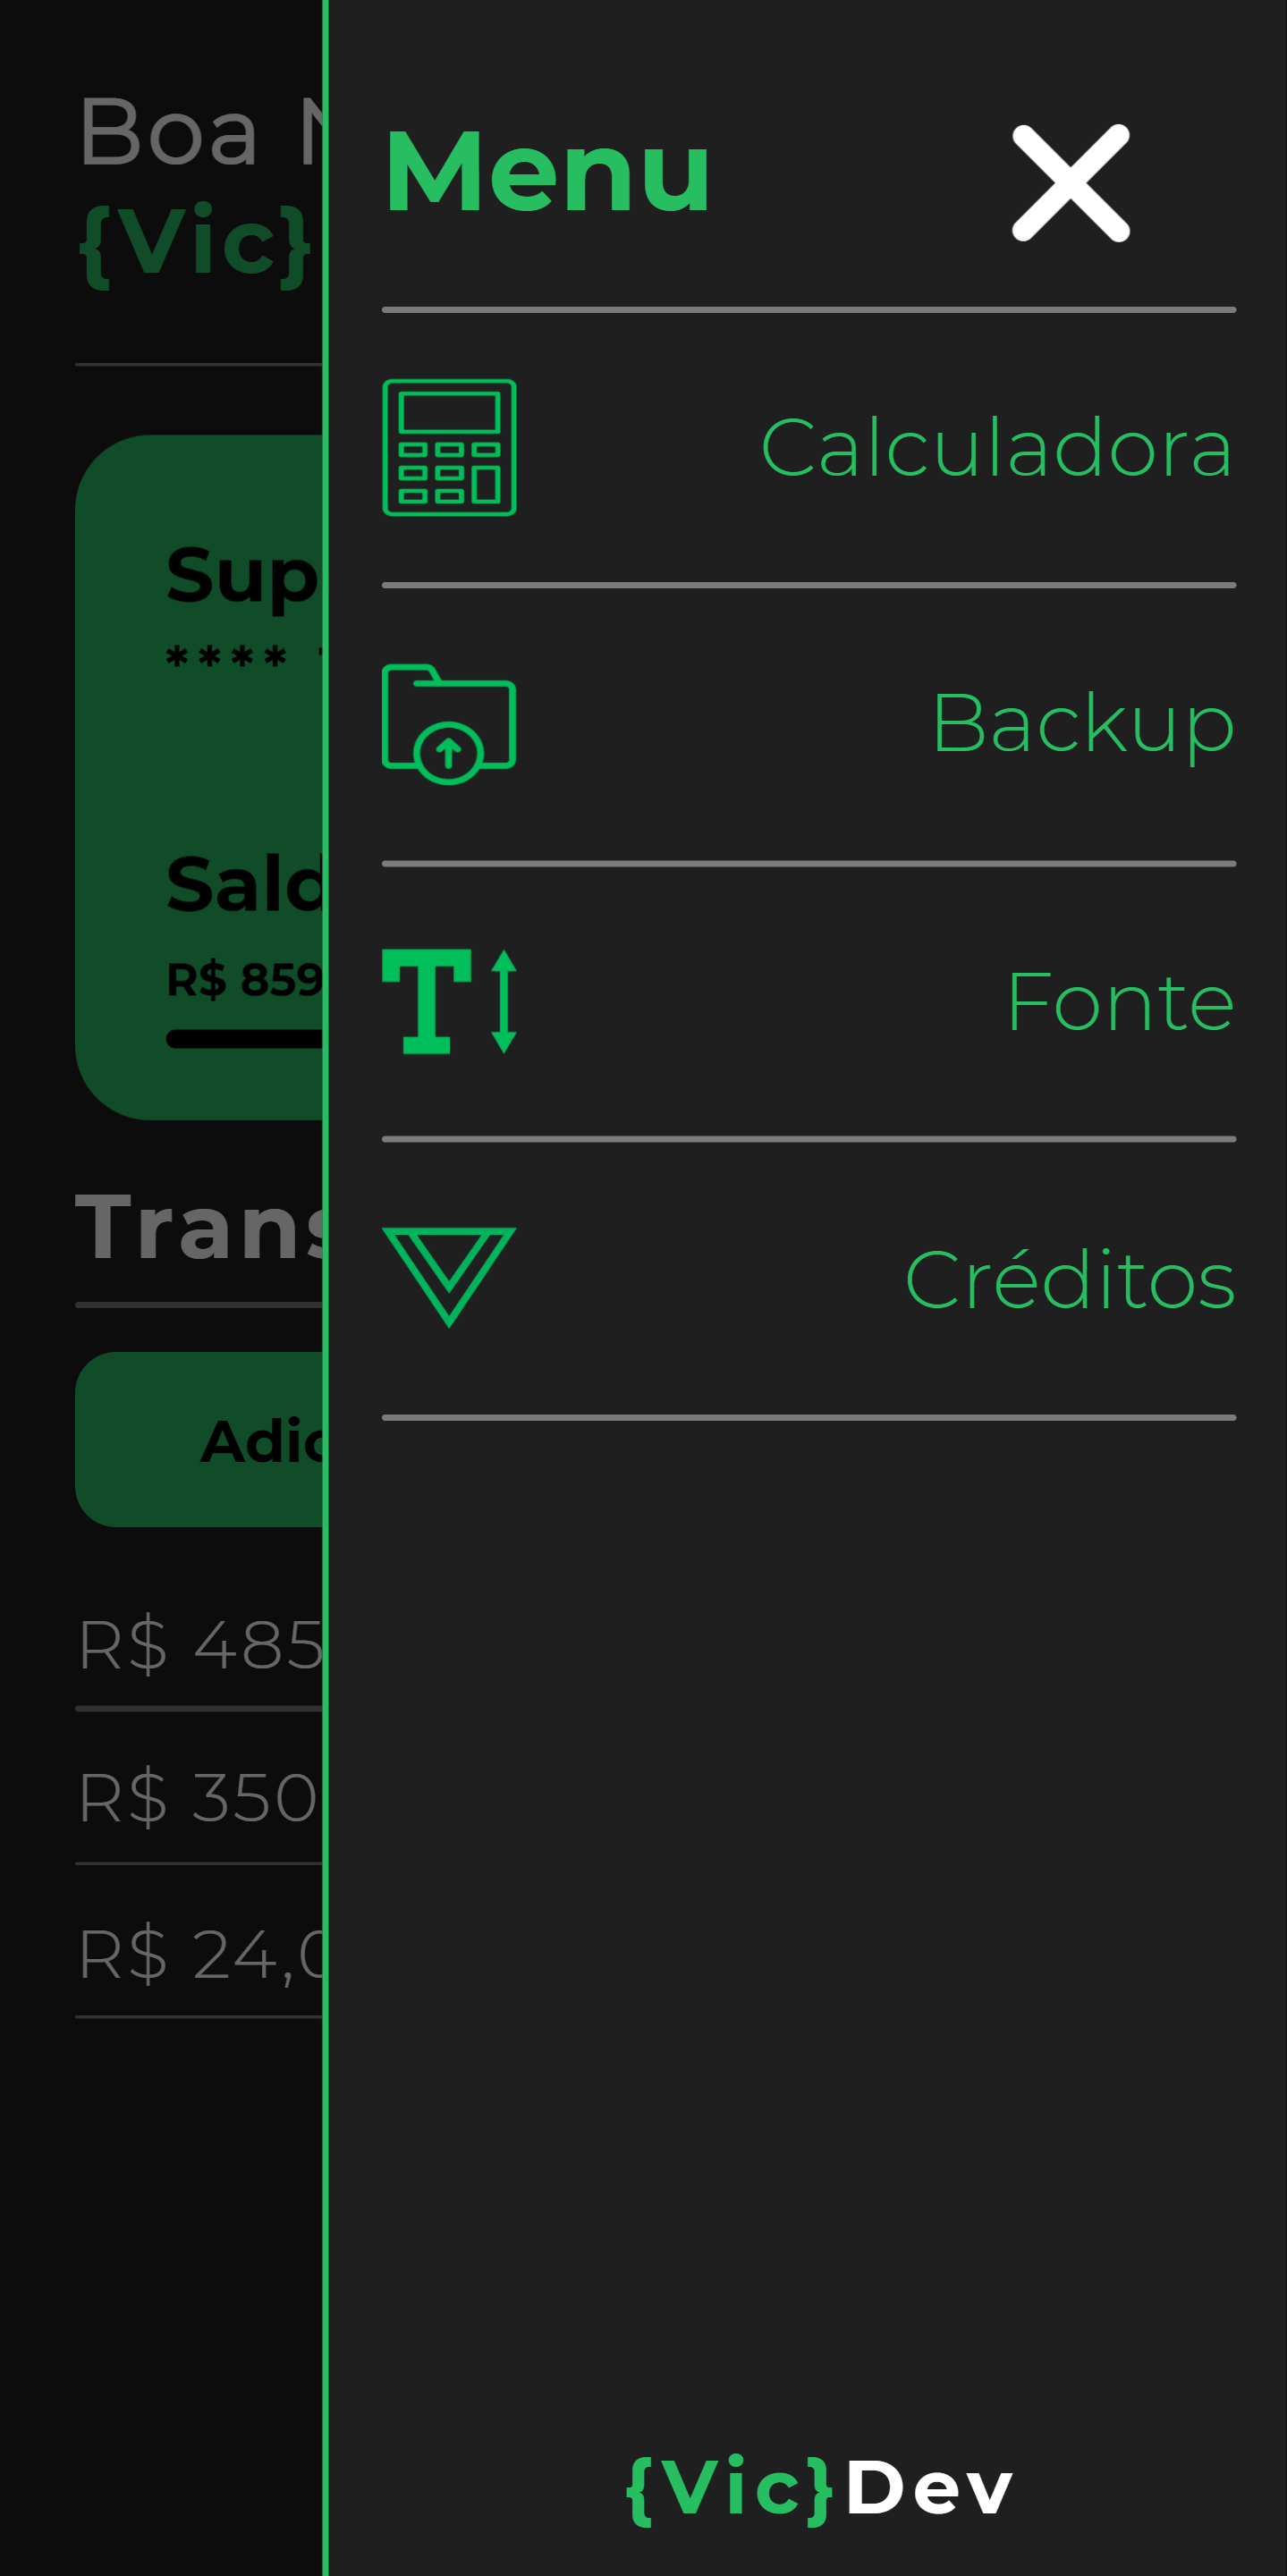 Boa
{Vic}
Sup
****
Sald
R$ 859
Trans
Adic
R$ 485
R$ 350
R$ 24,0
Menu
Calculadora
Backup
Fonte
Créditos
{Vic}Dev